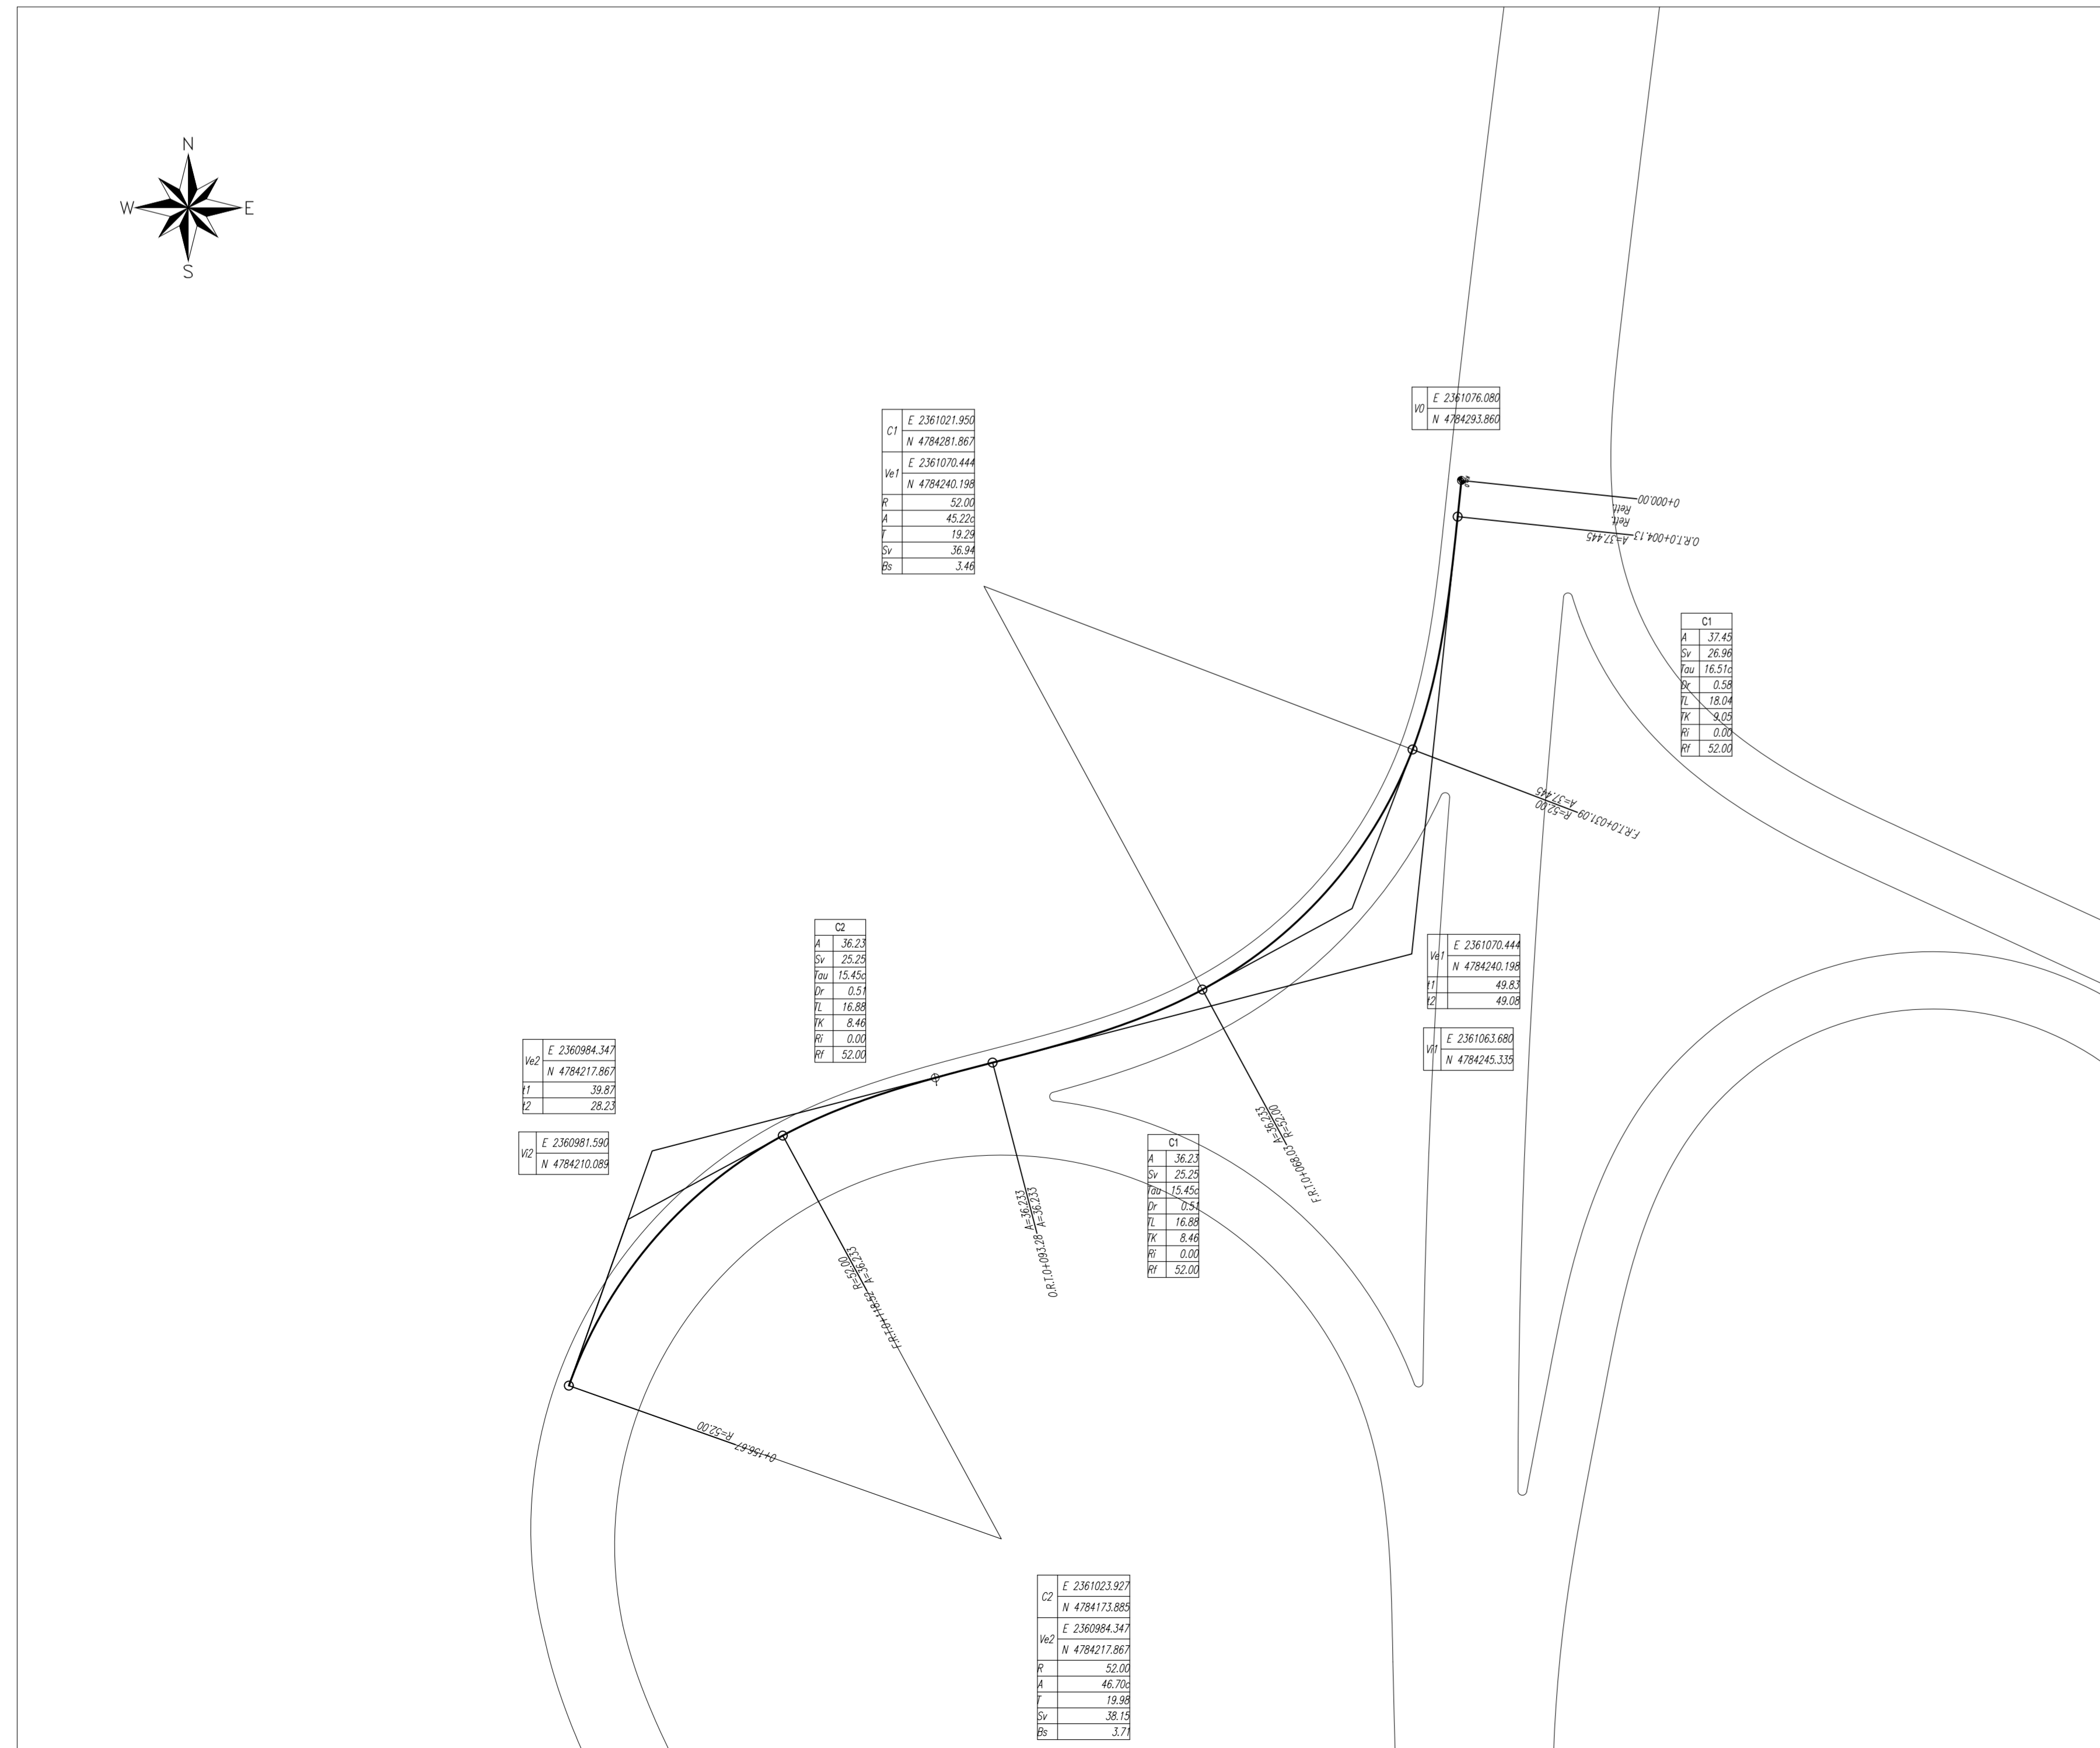 N
W E
S
V0
E 2361076.080
N 4784293.860
C1
E 2361021.950
N 4784281.867
Ve1
E 2361070.444
N 4784240.198
R 52.00
A 45.22c
T 19.29
Sv 36.94
Bs 3.46
0+000.00
Rett.
Rett.
O.R.T.0+004.13
A=37.445
C1
A 37.45
Sv 26.96
Tau 16.51c
Dr 0.58
TL 18.04
TK 9.05
Ri 0.00
Rf 52.00
A=37.445
F.R.T.0+031.09
R=52.00
C2
A 36.23
Sv 25.25
Tau 15.45c
Dr 0.51
TL 16.88
TK 8.46
Ri 0.00
Rf 52.00
Ve1
E 2361070.444
N 4784240.198
t1 49.83
t2 49.08
Vi1
E 2361063.680
N 4784245.335
Ve2
E 2360984.347
N 4784217.867
t1 39.87
t2 28.23
Vi2
E 2360981.590
N 4784210.089
A=36.233
F.R.T.0+068.03
R=52.00
C1
A 36.23
Sv 25.25
Tau 15.45c
Dr 0.51
TL 16.88
TK 8.46
Ri 0.00
Rf 52.00
A=36.233
O.R.T.0+093.28
A=36.233
R=52.00
F.R.T.0+118.52
A=36.233
R=52.00
0+156.67
C2
E 2361023.927
N 4784173.885
Ve2
E 2360984.347
N 4784217.867
R 52.00
A 46.70c
T 19.98
Sv 38.15
Bs 3.71